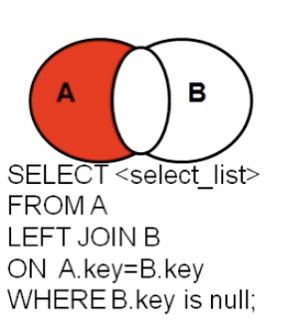 A B
SELECT <select_list>
FROM A
LEFT JOIN B
ON A.key=B.key
WHERE B.key is null;